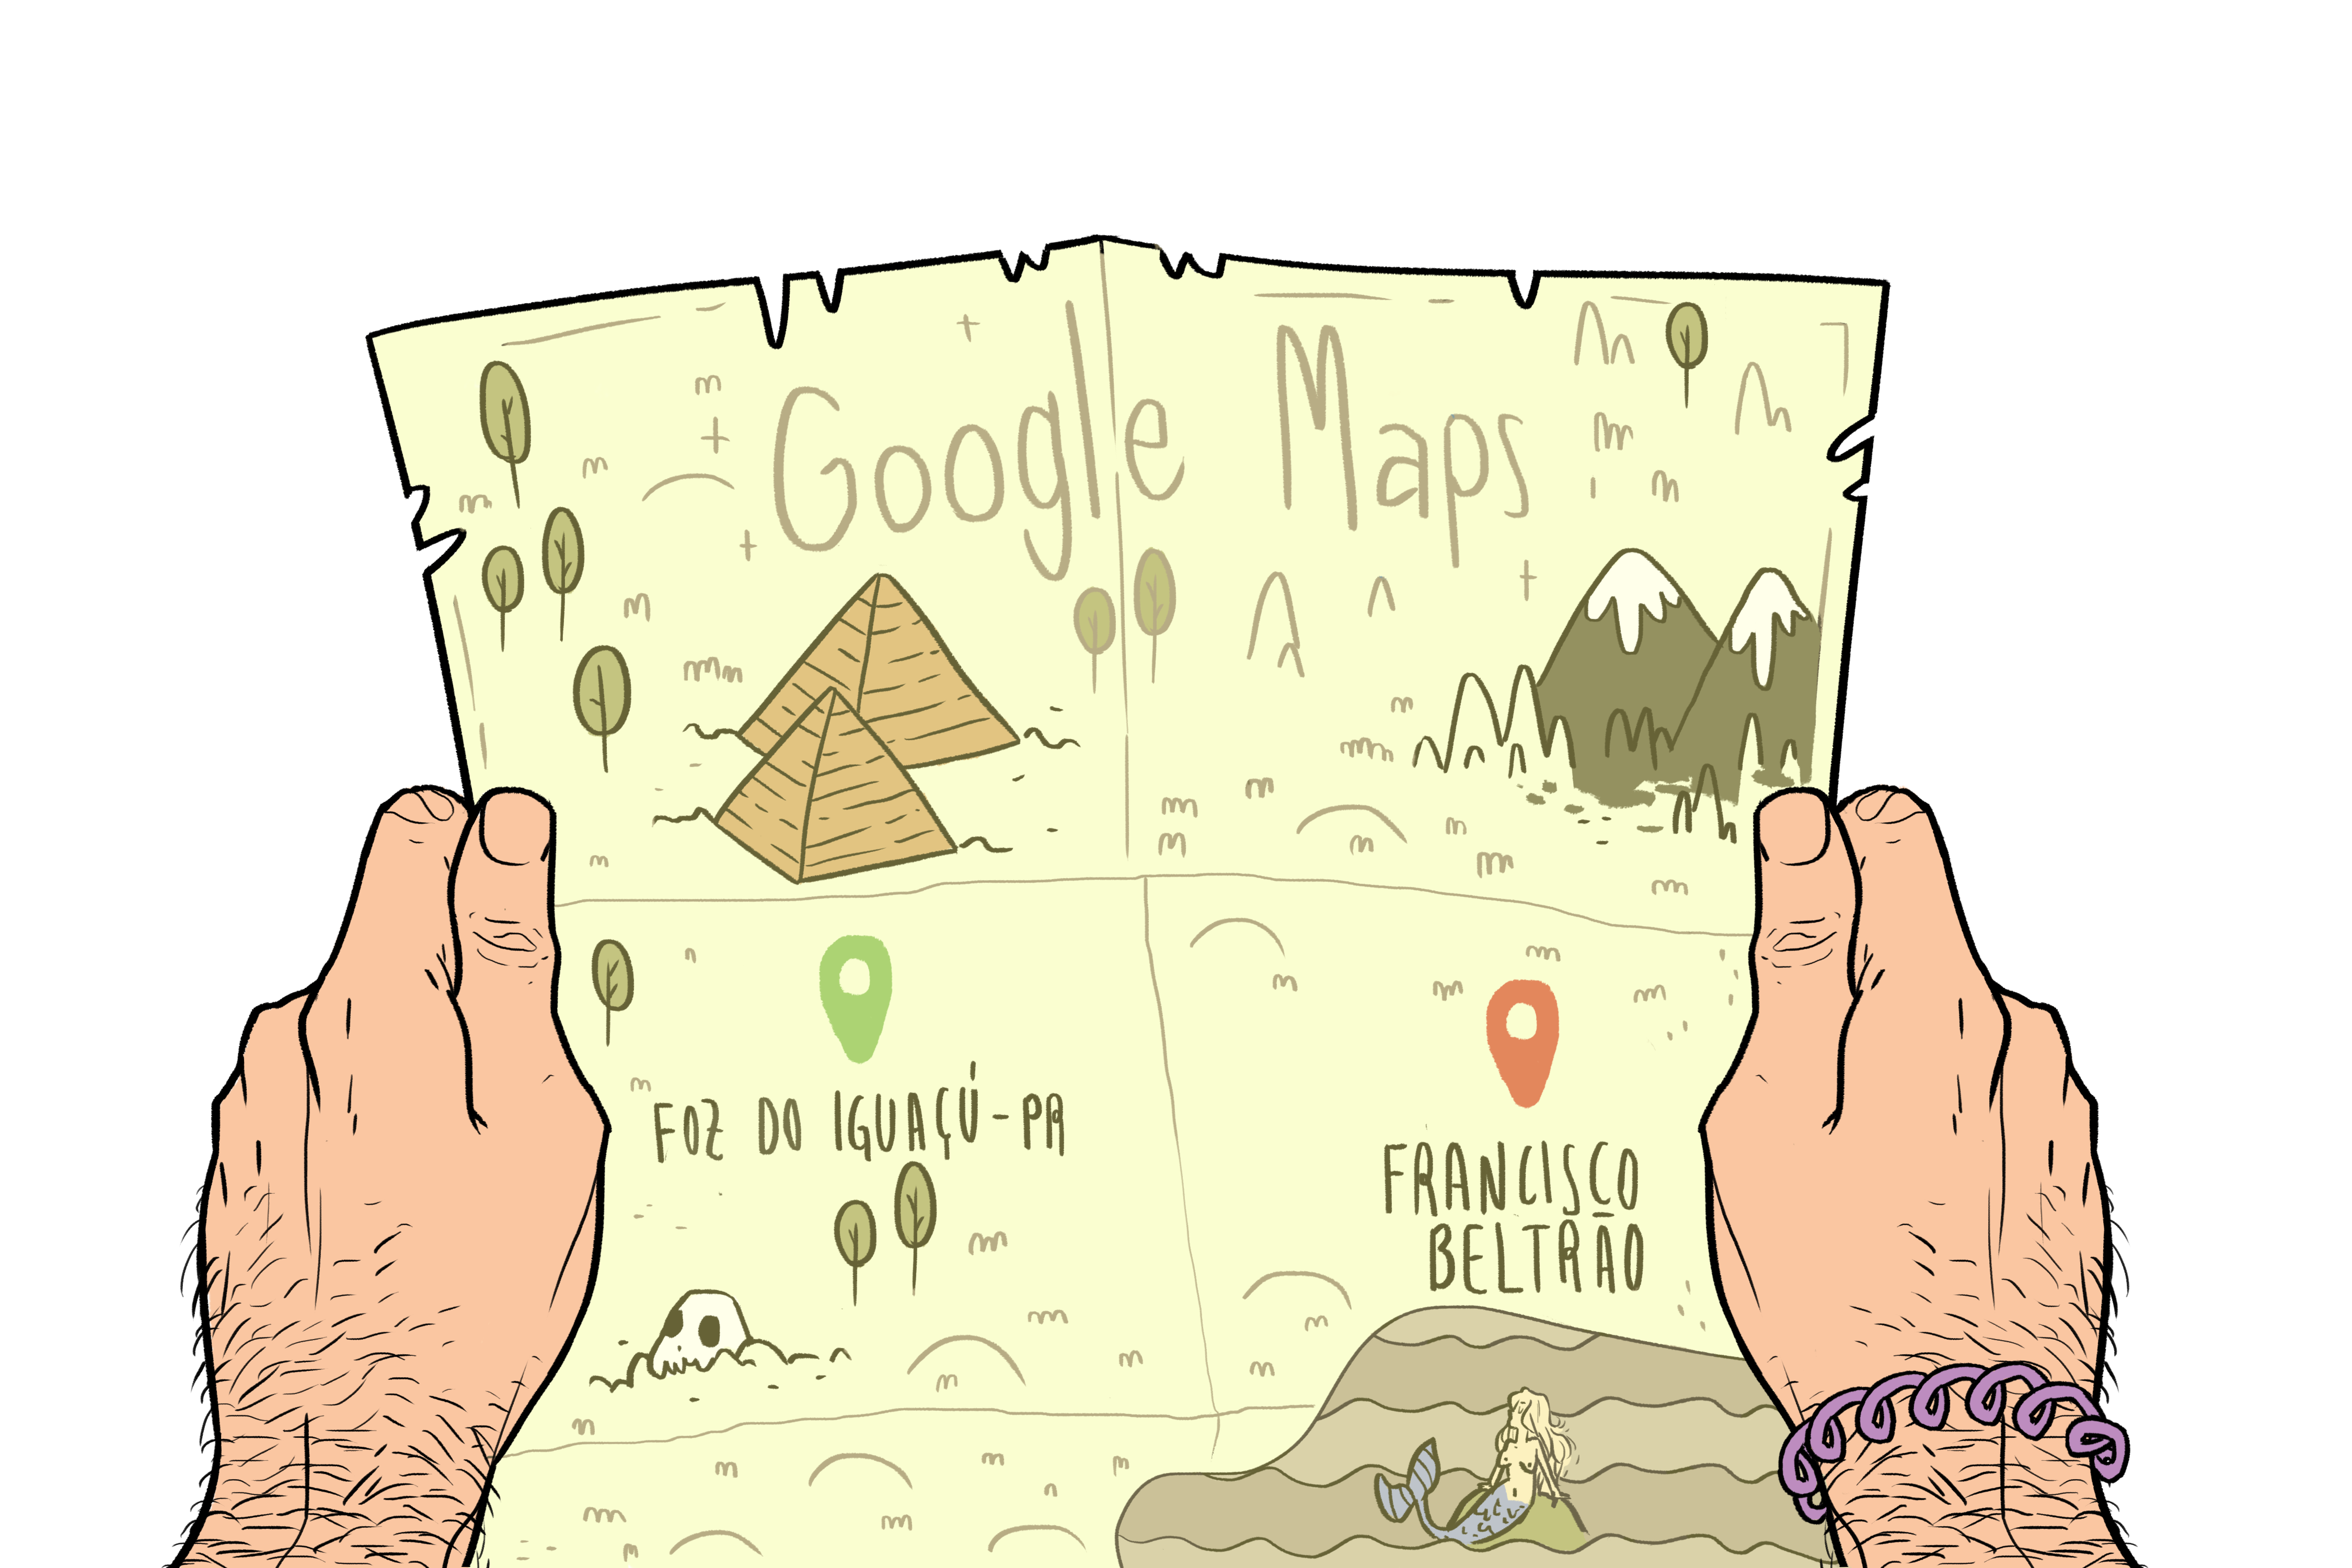 Google Maps
FOZ DO IGUAÇÚ-PR
FRANCISCO
BELTRÃO